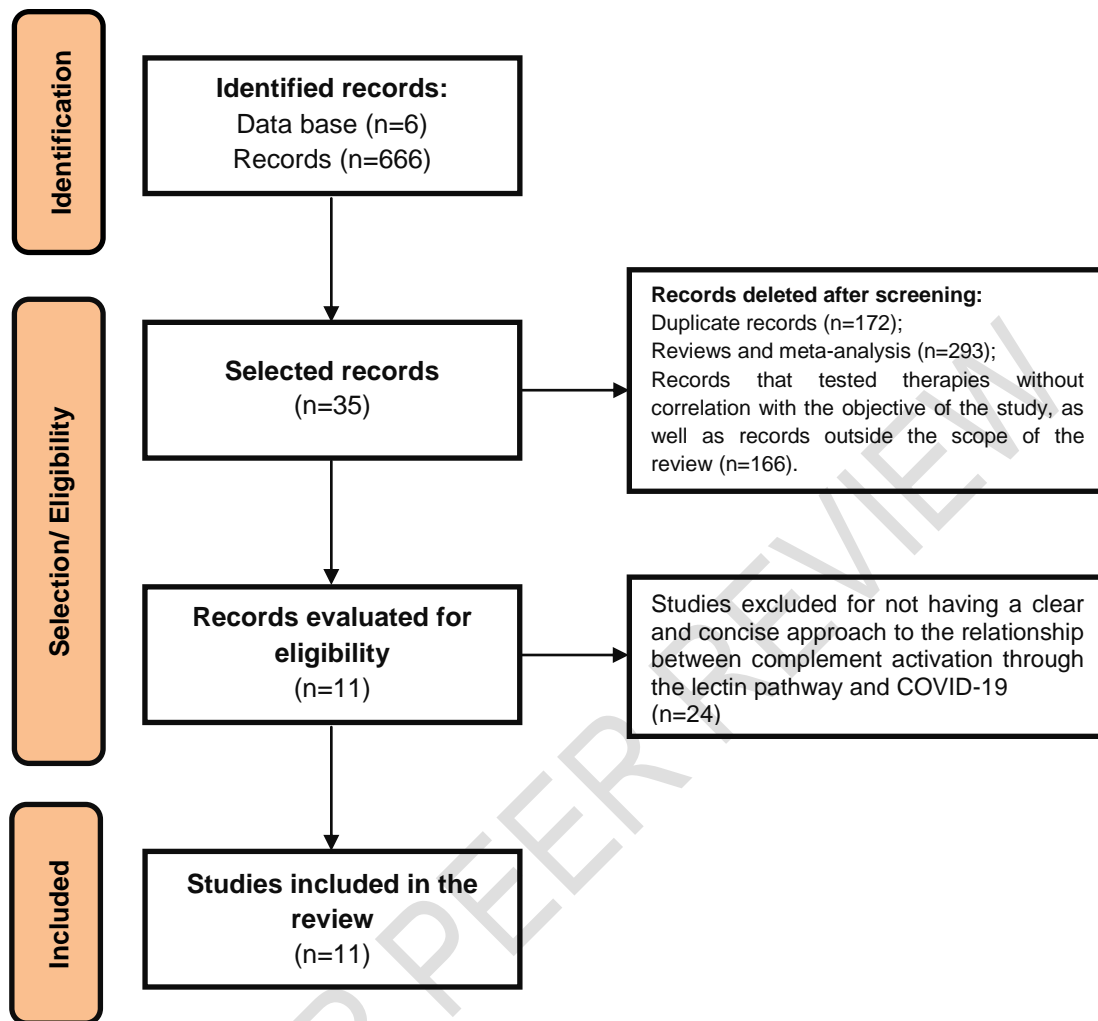 Identification
Identified records:
Data base (n=6)
Records (n=666)
Selection/ Eligibility
Selected records
(n=35)
Records deleted after screening:
Duplicate records (n=172);
Reviews and meta-analysis (n=293);
Records that tested therapies without
correlation with the objective of the study, as
well as records outside the scope of the
review (n=166).
Records evaluated for
eligibility
(n=11)
Studies excluded for not having a clear
and concise approach to the relationship
between complement activation through
the lectin pathway and COVID-19
(n=24)
Included
Studies included in the
review
(n=11)
R PEER REVIEW